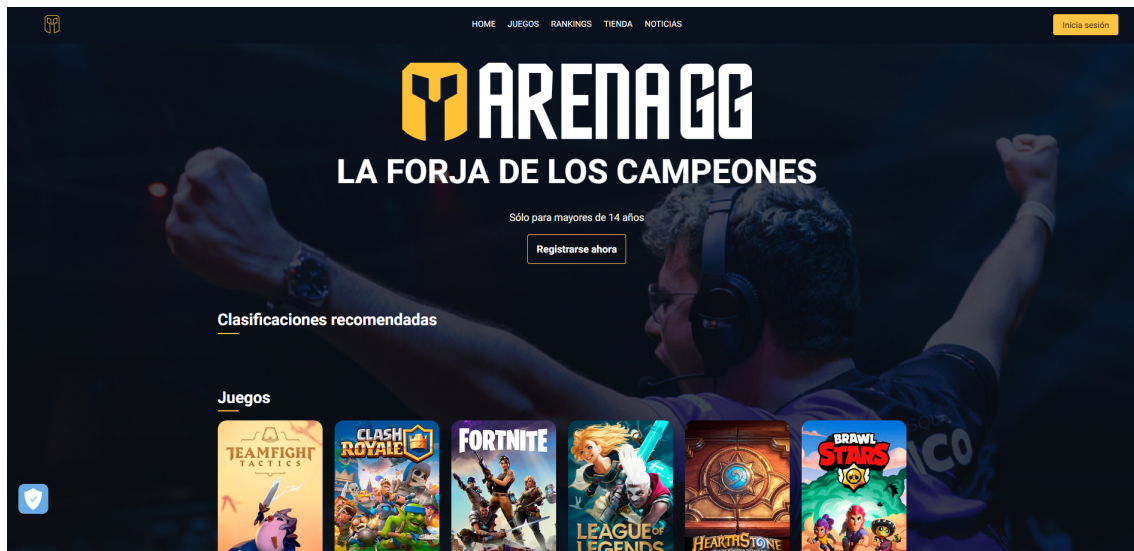 HOME JUEGOS RANKINGS TIENDA NOTICIAS
Inicia sesión
ARENA GG
LA FORJA DE LOS CAMPEONES
Sólo para mayores de 14 años
Registrarse ahora
Clasificaciones recomendadas
Juegos
TEAMFIGHT
TACTICS
CLASH
ROYALE
FORTNITE
LEAGUE OF
LEGENDS
HEARTHSTONE
BRAWL
STARS